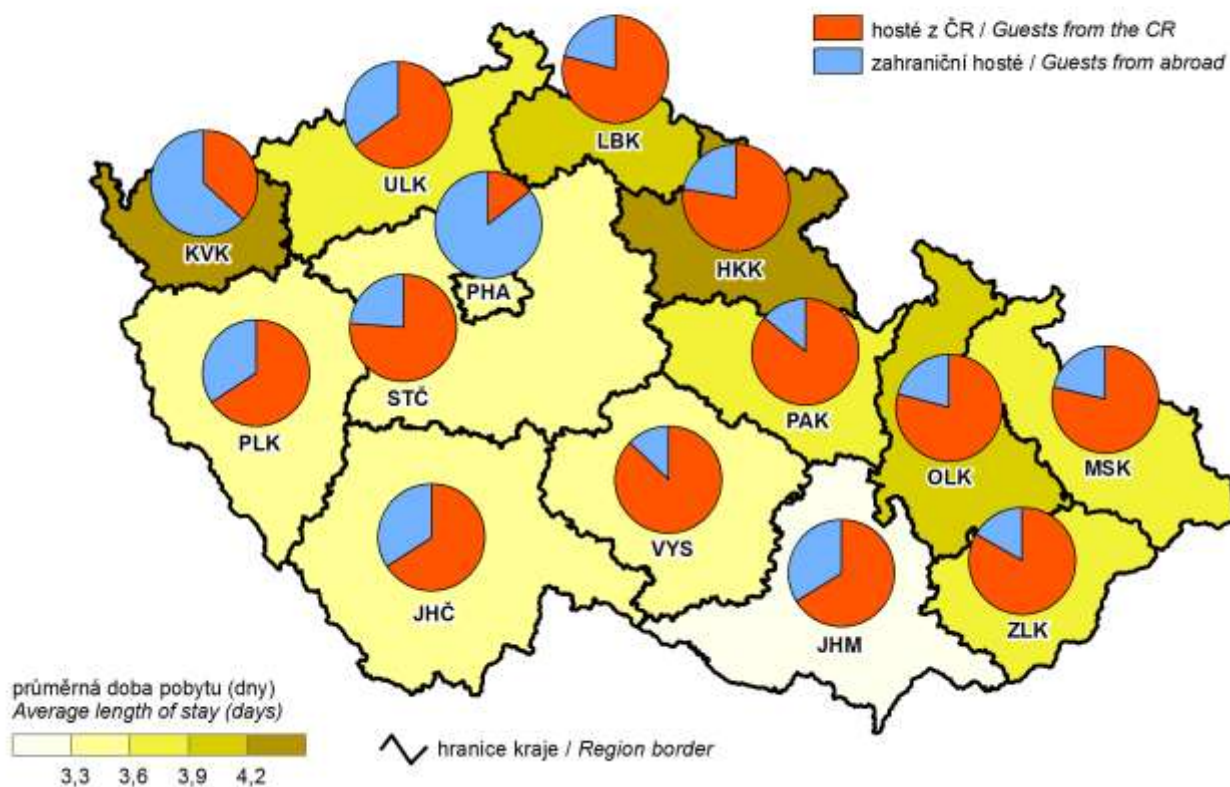 hosté z ČR / Guests from the CR
zahraniční hosté / Guests from abroad
LBK
ULK
KVK
HKK
PHA
STČ
PLK
PAK
OLK
MSK
VYS
JHČ
JHM
ZLK
průměrná doba pobytu (dny)
Average length of stay (days)
3,3 3,6 3,9 4,2
hranice kraje / Region border